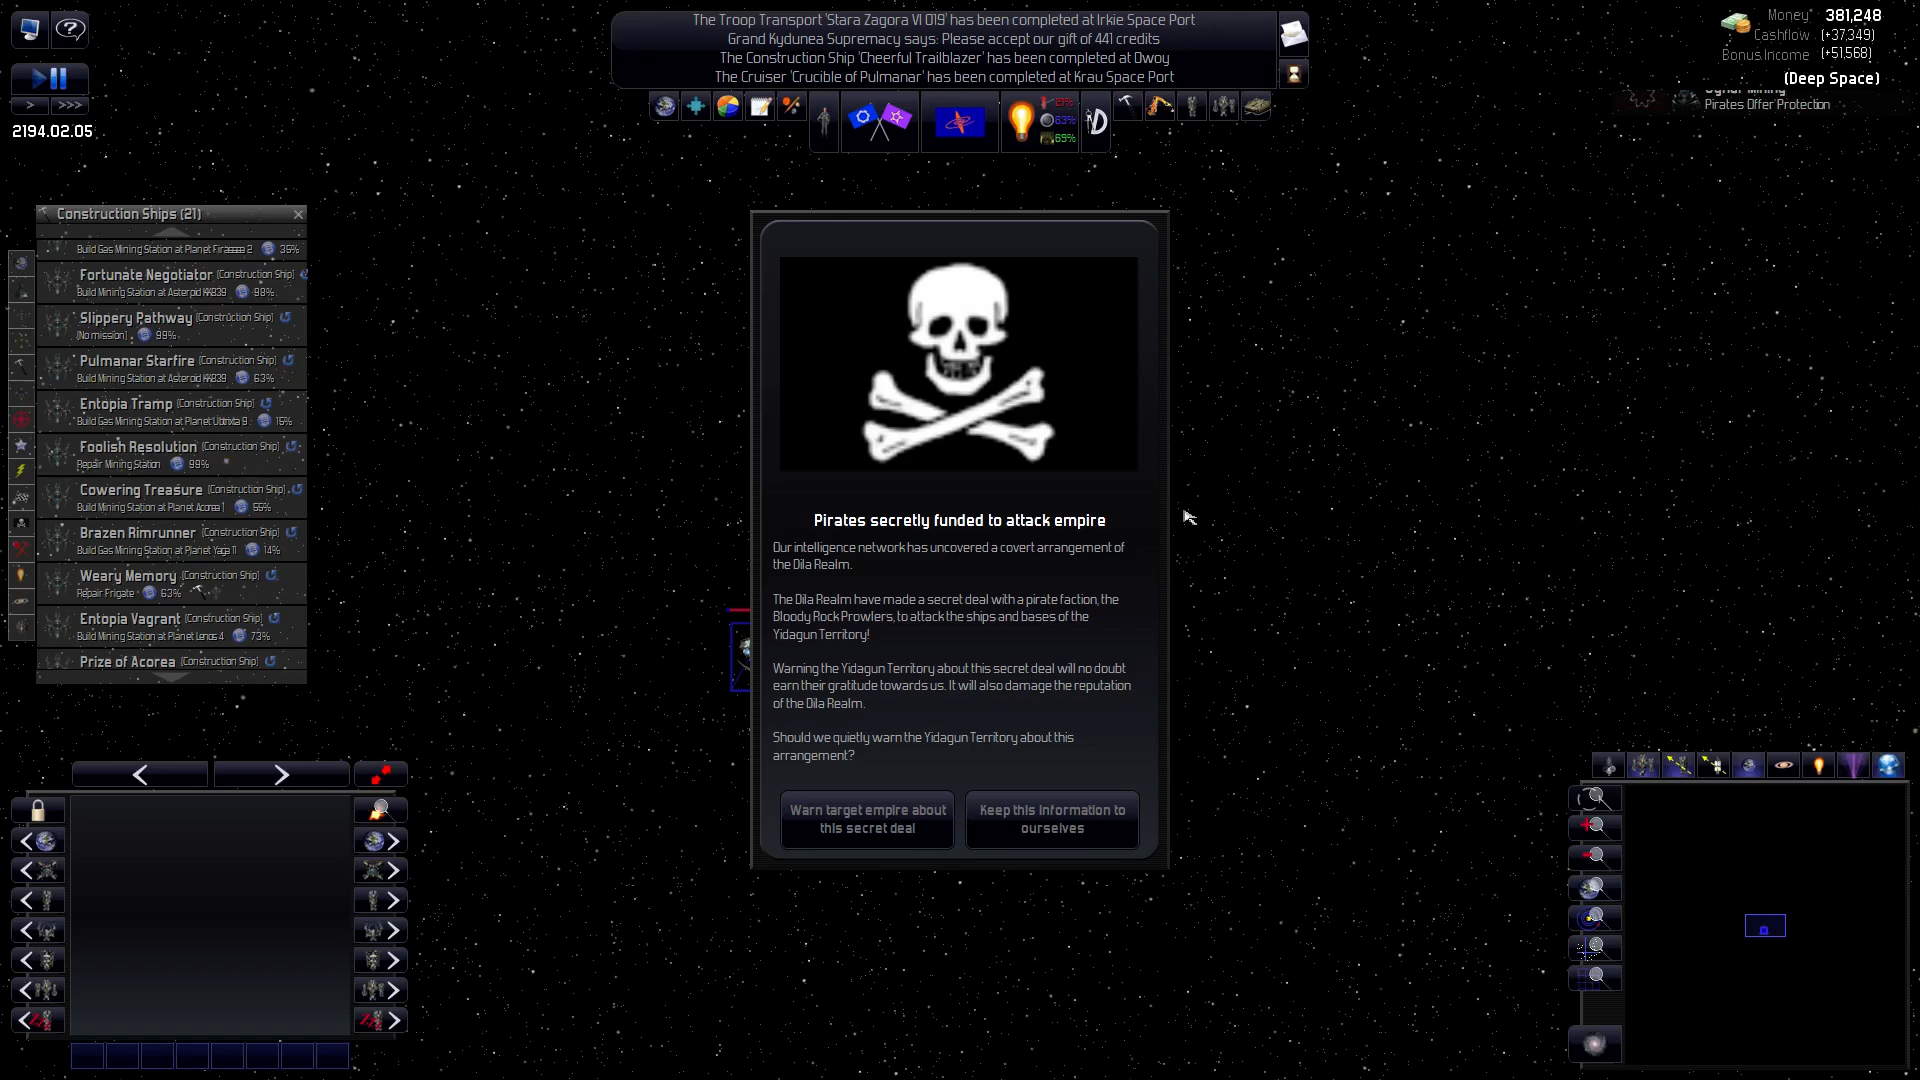 The Troop Transport 'Stara Zagora VI 019' has been completed at Irkie Space Port
Grand Kydunea Supremacy says: Please accept our gift of 441 credits
The Construction Ship 'Cheerful Trailblazer' has been completed at Dwoy
The Cruiser 'Crucible of Pulmanar' has been completed at Krau Space Port
Money 381,248
Cashflow (+37,349)
Bonus Income (+51,568)
(Deep Space)
Pirates Offer Protection
2194.02.05
21%
83%
69%
Construction Ships (21)
Build Gas Mining Station at Planet Firassee 2 35%
Fortunate Negotiator (Construction Ship)
Build Mining Station at Asteroid KK839 98%
Slippery Pathway (Construction Ship)
(No mission) 99%
Pulmanar Starfire (Construction Ship)
Build Mining Station at Asteroid KK839 63%
Entopia Tramp (Construction Ship)
Build Gas Mining Station at Planet 9 15%
Foolish Resolution (Construction Ship)
Repair Mining Station 99%
Cowering Treasure (Construction Ship)
Build Mining Station at Planet Acorea 1 55%
Brazen Rimrunner (Construction Ship)
Build Gas Mining Station at Planet Yaga 11 14%
Weary Memory (Construction Ship)
Repair Frigate 63%
Entopia Vagrant (Construction Ship)
Build Mining Station at Planet Lenos 4 73%
Prize of Acorea (Construction Ship)
Pirates secretly funded to attack empire
Our intelligence network has uncovered a covert arrangement of
the Dila Realm.
The Dila Realm have made a secret deal with a pirate faction, the
Bloody Rock Prowlers, to attack the ships and bases of the
Yidagun Territory!
Warning the Yidagun Territory about this secret deal will no doubt
earn their gratitude towards us. It will also damage the reputation
of the Dila Realm.
Should we quietly warn the Yidagun Territory about this
arrangement?
Warn target empire about
this secret deal
Keep this information to
ourselves